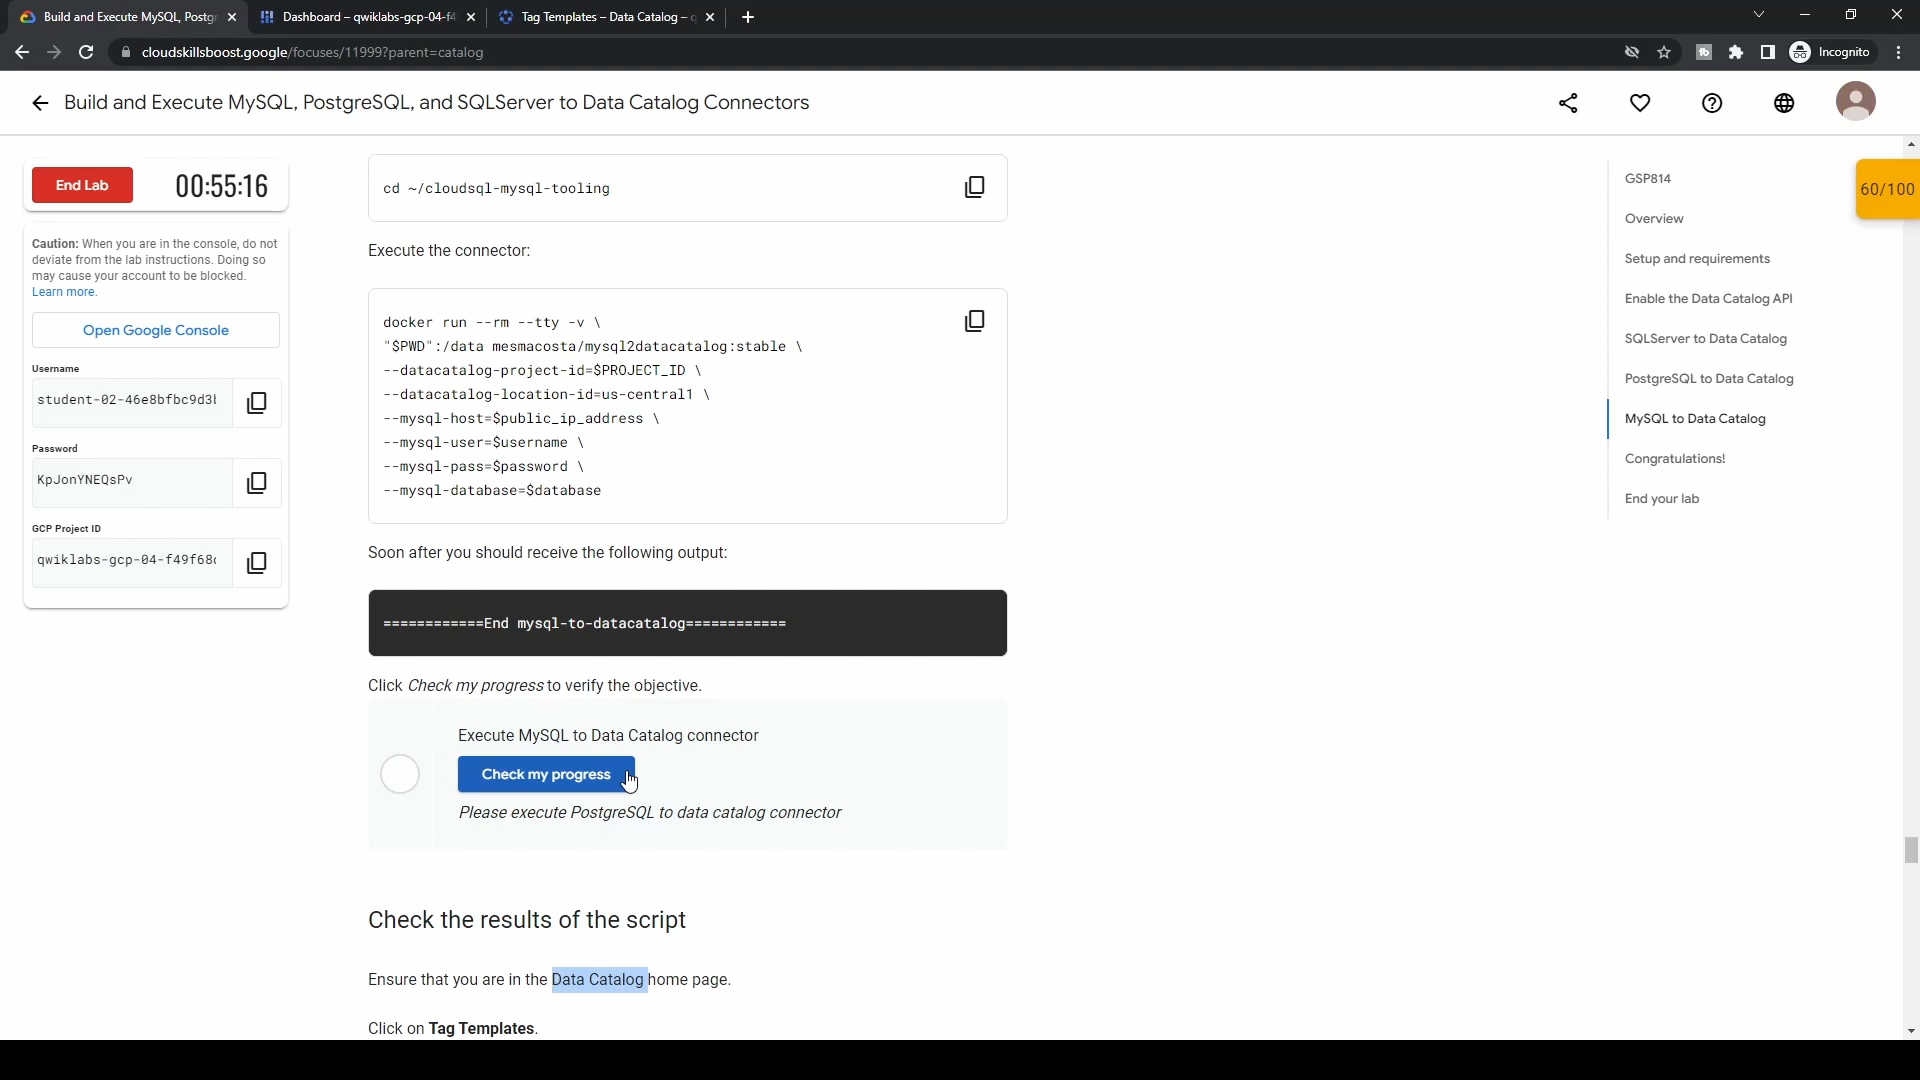 Build and Execute MySQL, Postgr
Dashboard – qwiklabs-gcp-04-f4
Tag Templates – Data Catalog – q
cloudskillsboost.google/focuses/11999?parent=catalog
Incognito
Build and Execute MySQL, PostgreSQL, and SQLServer to Data Catalog Connectors
End Lab
00:55:16
Caution: When you are in the console, do not
deviate from the lab instructions. Doing so
may cause your account to be blocked.
Learn more.
Open Google Console
Username
student-02-46e8bfbc9d3
Password
KpJonYNEQsPv
GCP Project ID
qwiklabs-gcp-04-f49f68
cd ~/cloudsql-mysql-tooling
Execute the connector:
docker run --rm --tty -v \
"$PWD":/data mesmacosta/mysql2datacatalog:stable \
--datacatalog-project-id=$PROJECT_ID \
--datacatalog-location-id=us-central1 \
--mysql-host=$public_ip_address \
--mysql-user=$username \
--mysql-pass=$password \
--mysql-database=$database
Soon after you should receive the following output:
============End mysql-to-datacatalog============
Click Check my progress to verify the objective.
Execute MySQL to Data Catalog connector
Check my progress
Please execute PostgreSQL to data catalog connector
Check the results of the script
Ensure that you are in the Data Catalog home page.
Click on Tag Templates.
GSP814
Overview
Setup and requirements
Enable the Data Catalog API
SQLServer to Data Catalog
PostgreSQL to Data Catalog
MySQL to Data Catalog
Congratulations!
End your lab
60/100